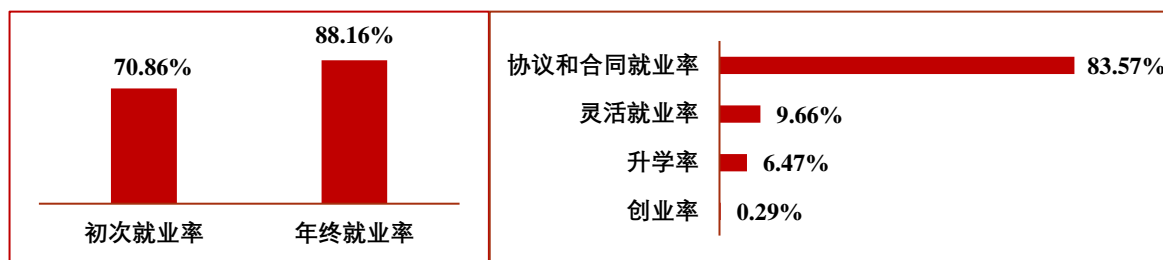 70.86%
88.16%
初次就业率
年终就业率
协议和合同就业率 83.57%
灵活就业率 9.66%
升学率 6.47%
创业率 0.29%